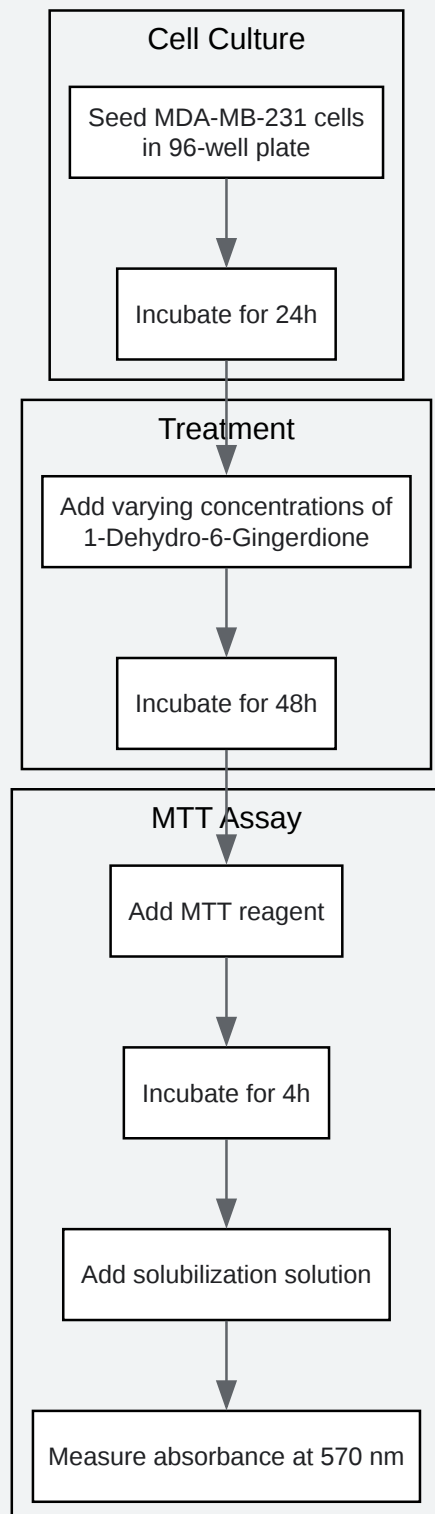 Cell Culture
Seed MDA-MB-231 cells
in 96-well plate
Incubate for 24h
Treatment
Add varying concentrations of
1-Dehydro-6-Gingerdione
Incubate for 48h
MTT Assay
Add MTT reagent
Incubate for 4h
Add solubilization solution
Measure absorbance at 570 nm